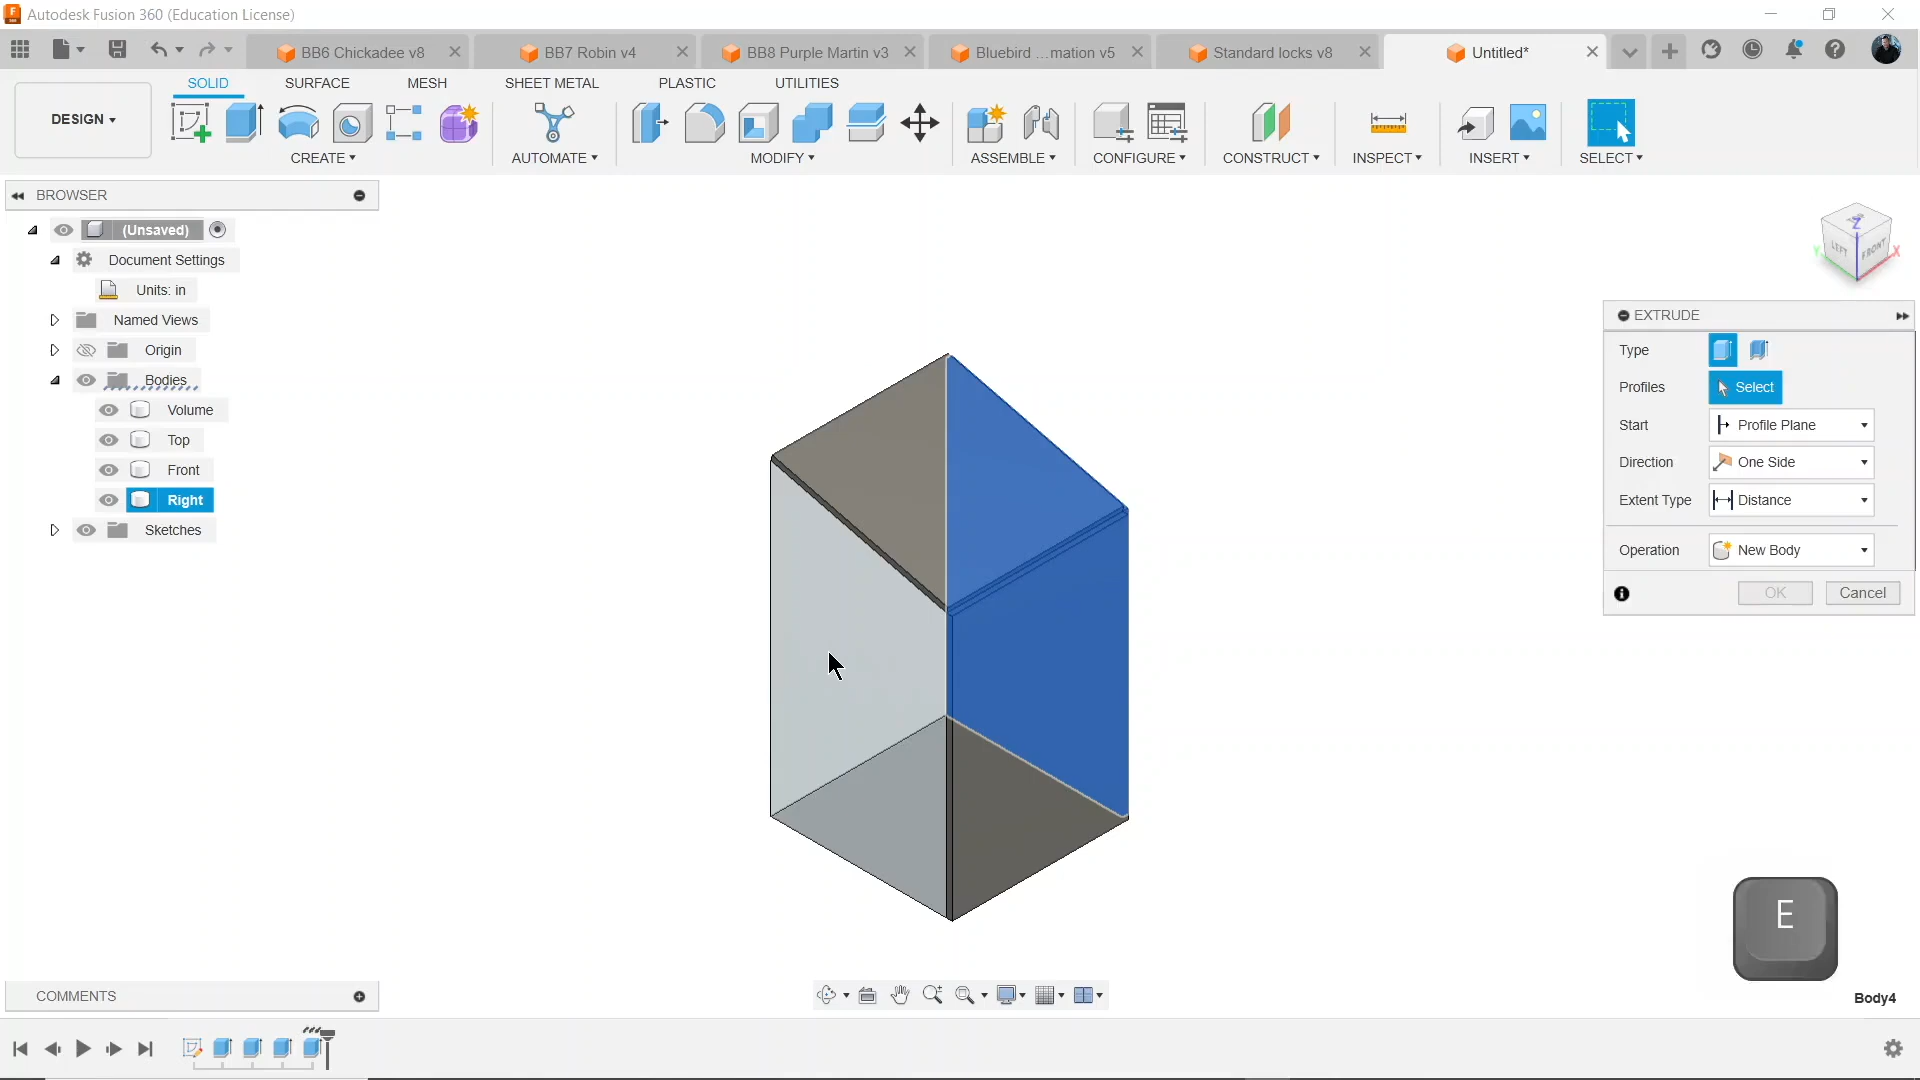 Autodesk Fusion 360 (Education License)
BB6 Chickadee v8
BB7 Robin v4
BB8 Purple Martin v3
Bluebird ...mation v5
Standard locks v8
Untitled*
DESIGN
SOLID
SURFACE
MESH
SHEET METAL
PLASTIC
UTILITIES
CREATE
AUTOMATE
MODIFY
ASSEMBLE
CONFIGURE
CONSTRUCT
INSPECT
INSERT
SELECT
BROWSER
(Unsaved)
Document Settings
Units: in
Named Views
Origin
Bodies
Volume
Top
Front
Right
Sketches
Z
LEFT
FRONT
Y
X
EXTRUDE
Type
Profiles
Select
Start
Profile Plane
Direction
One Side
Extent Type
Distance
Operation
New Body
OK
Cancel
E
Body4
COMMENTS